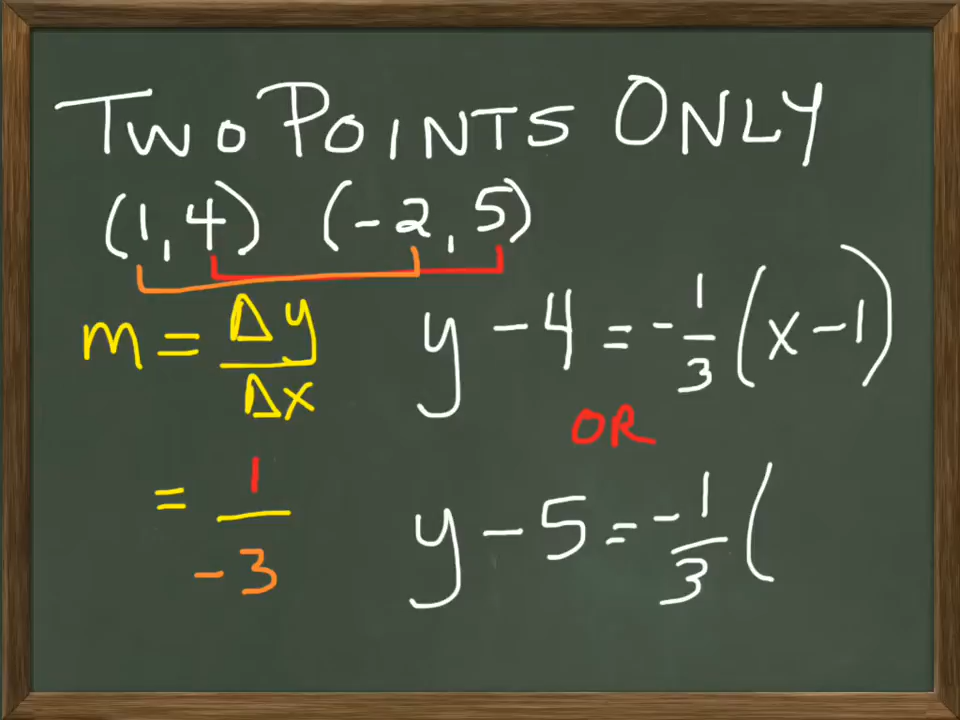 TWO POINTS ONLY
(1,4) (-2,5)
m = Δy/Δx
= 1/-3
y - 4 = -1/3 (x - 1)
OR
y - 5 = -1/3 (